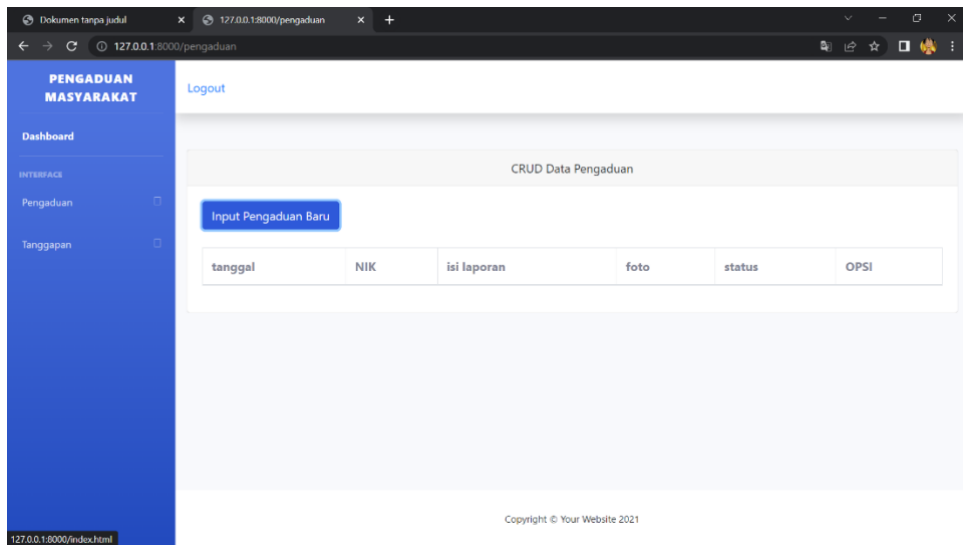 Dokumen tanpa judul
127.0.0.1:8000/pengaduan
127.0.0.1:8000/pengaduan
PENGADUAN
MASYARAKAT
Logout
Dashboard
CRUD Data Pengaduan
INTERFACE
Pengaduan
Input Pengaduan Baru
Tanggapan
tanggal NIK isi laporan foto status OPSI
Copyright © Your Website 2021
127.0.0.1:8000/index.html